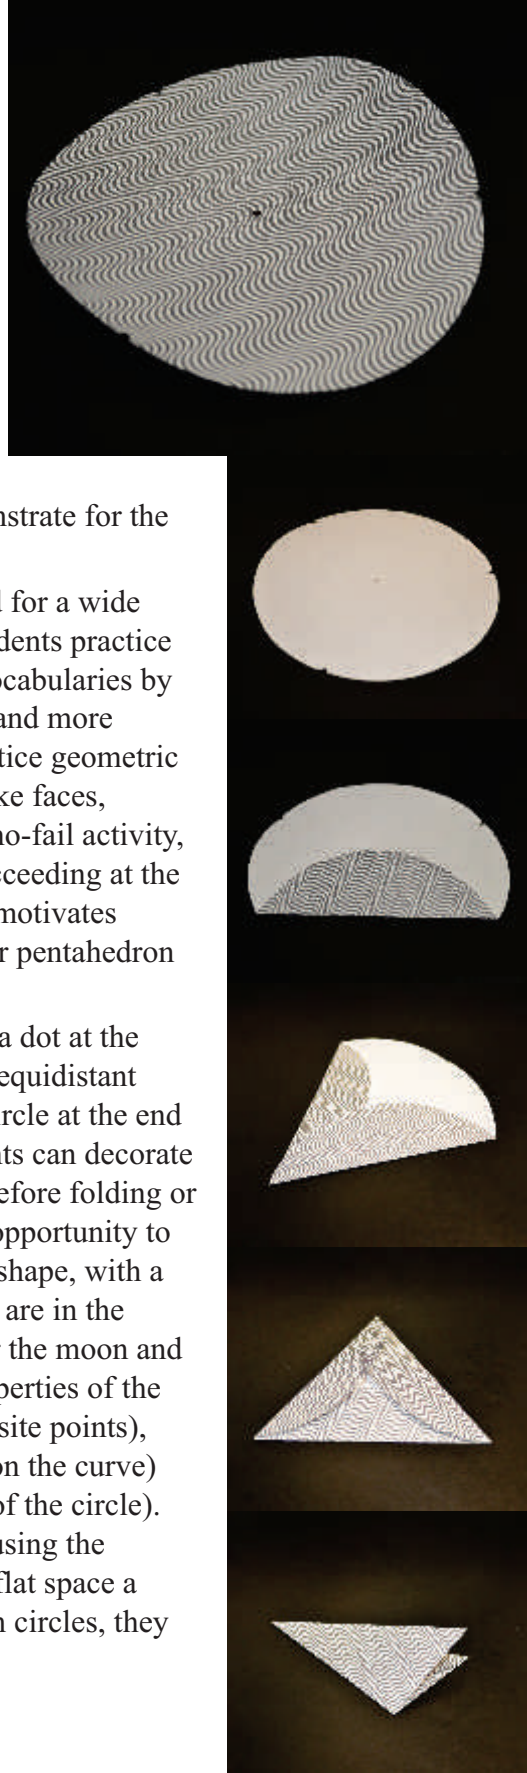 nstrate for the
for a wide
dents practice
ocabularies by
and more
tice geometric
ke faces,
no-fail activity,
cceeding at the
motivates
r pentahedron
a dot at the
equidistant
rcle at the end
nts can decorate
efore folding or
opportunity to
shape, with a
are in the
the moon and
perties of the
site points),
on the curve)
of the circle).
using the
flat space a
n circles, they